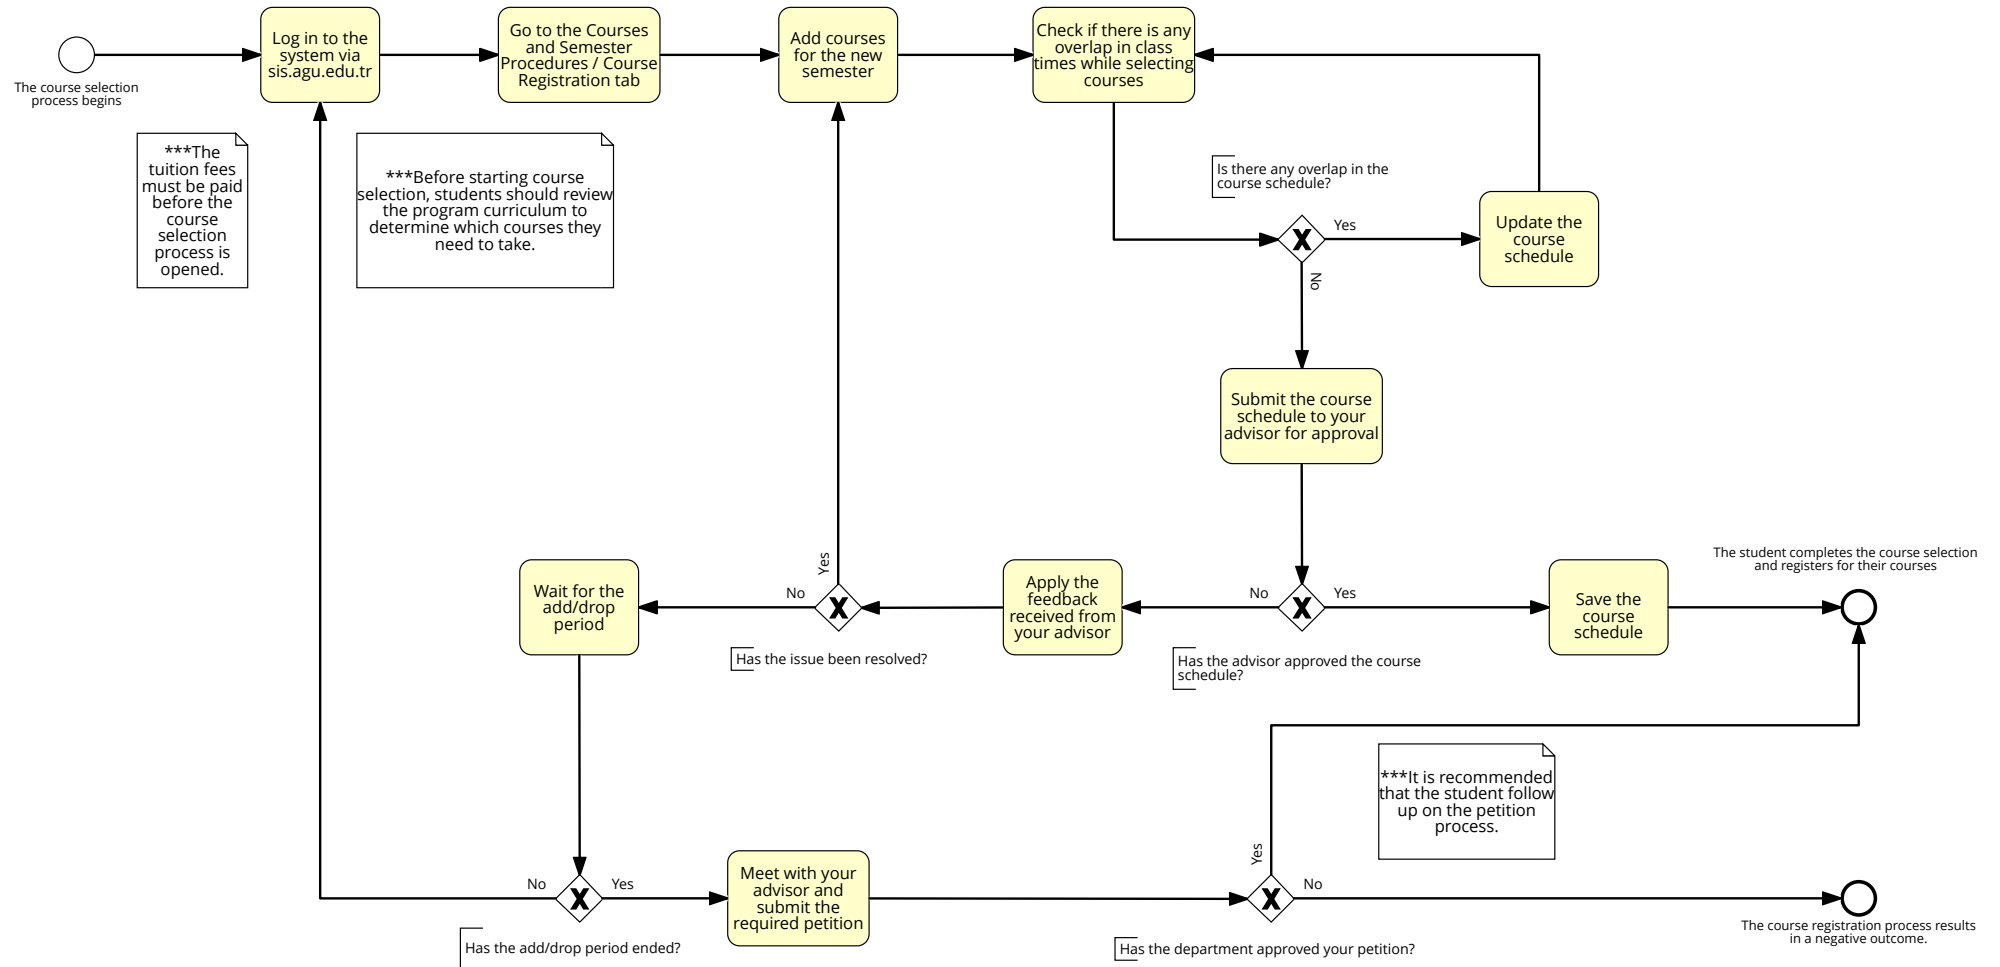 The course selection
process begins
Log in to the
system via
sis.agu.edu.tr
Go to the Courses
and Semester
Procedures / Course
Registration tab
Add courses
for the new
semester
Check if there is any
overlap in class
times while selecting
courses
***The
tuition fees
must be paid
before the
course
selection
process is
opened.
***Before starting course
selection, students should review
the program curriculum to
determine which courses they
need to take.
Is there any overlap in the
course schedule?
Yes
No
Update the
course
schedule
Submit the course
schedule to your
advisor for approval
Has the advisor approved the course
schedule?
Yes
No
Save the
course
schedule
The student completes the course selection
and registers for their courses
Apply the
feedback
received from
your advisor
Has the issue been resolved?
Yes
No
Wait for the
add/drop
period
Has the add/drop period ended?
No
Yes
Meet with your
advisor and
submit the
required petition
Has the department approved your petition?
Yes
No
***It is recommended
that the student follow
up on the petition
process.
The course registration process results
in a negative outcome.